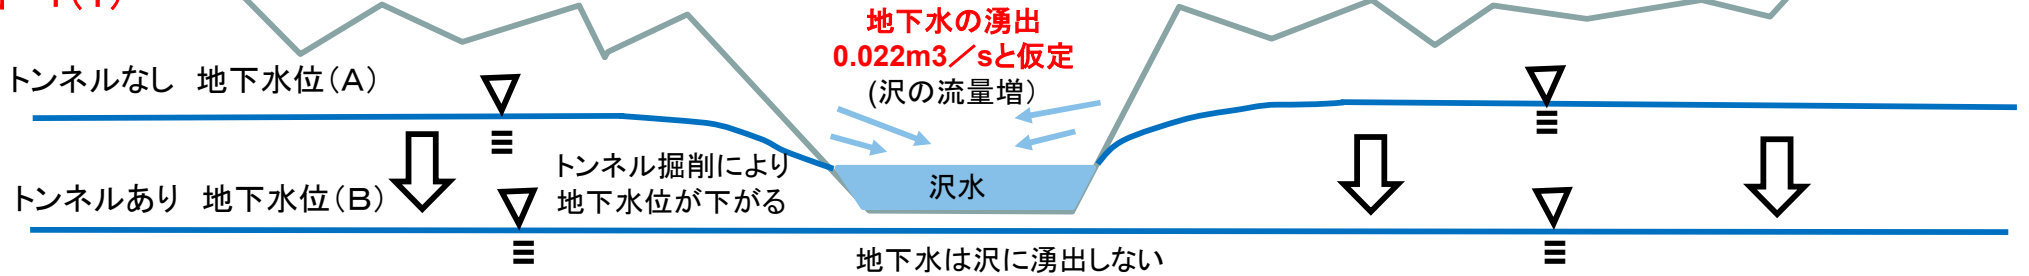 地下水の湧出
0.022m3／sと仮定
(沢の流量増)
トンネルなし 地下水位(A)
トンネル掘削により
地下水位が下がる
沢水
トンネルあり 地下水位(B)
地下水は沢に湧出しない